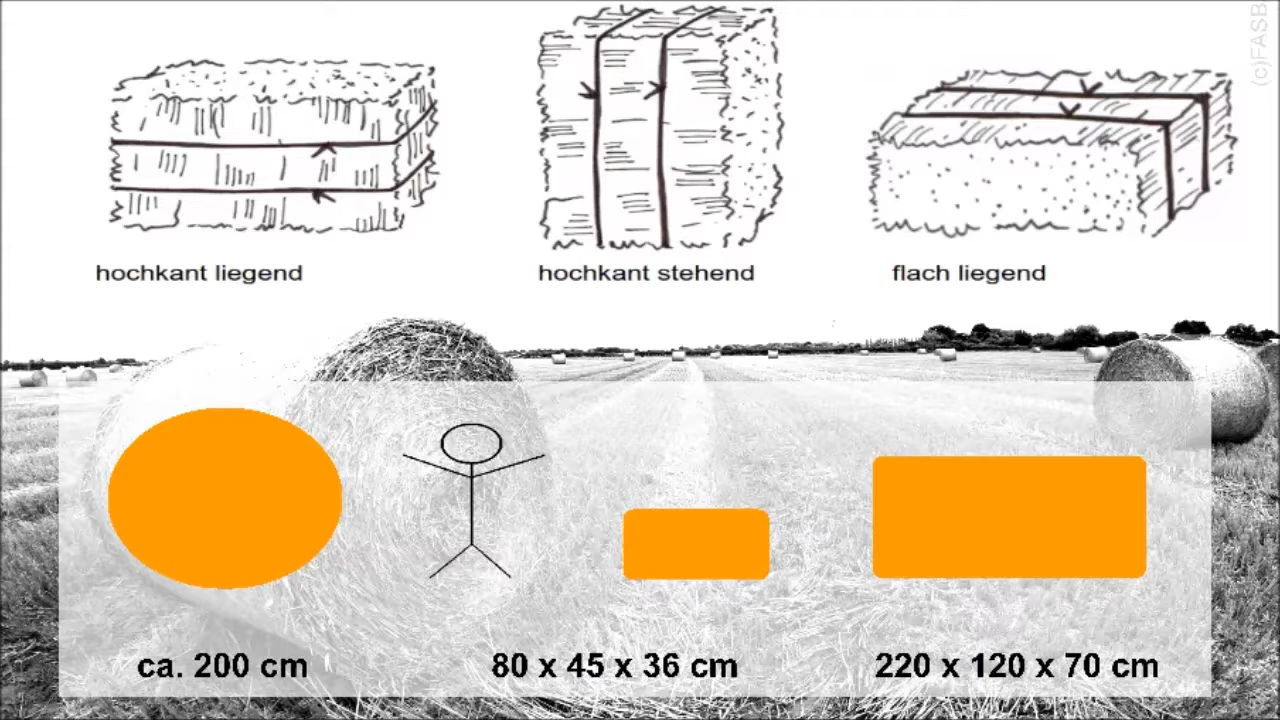 (c)FASB
hochkant liegend
hochkant stehend
flach liegend
ca. 200 cm
80 x 45 x 36 cm
220 x 120 x 70 cm